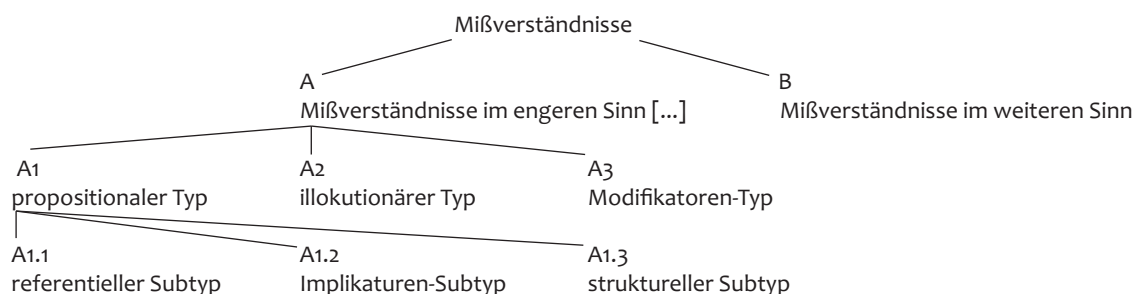 Mißverständnisse
A
B
Mißverständnisse im engeren Sinn [...]
Mißverständnisse im weiteren Sinn
A1
A2
A3
propositionaler Typ
illokutionärer Typ
Modifikatoren-Typ
A1.1
A1.2
A1.3
referentieller Subtyp
Implikaturen-Subtyp
struktureller Subtyp